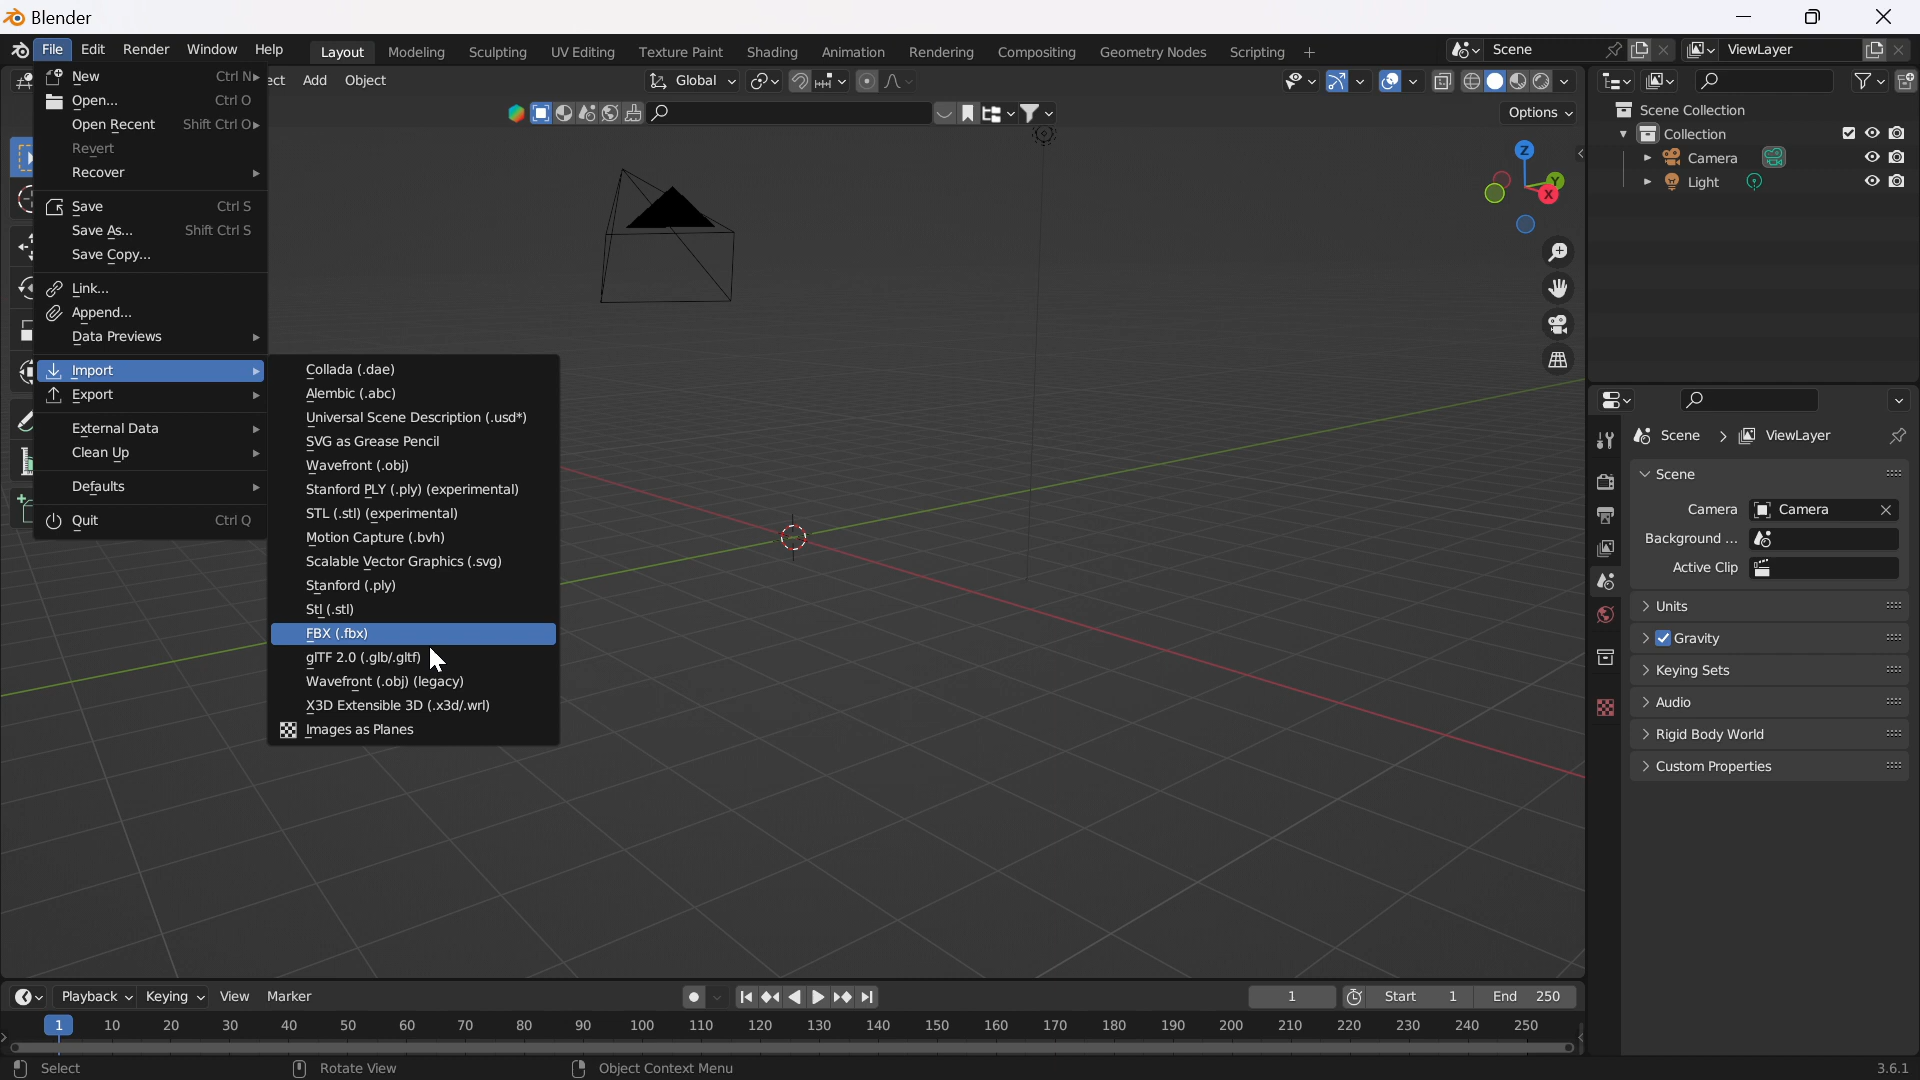 Blender
File Edit Render Window Help Layout Modeling Sculpting UV Editing Texture Paint Shading Animation Rendering Compositing Geometry Nodes Scripting + Scene ViewLayer
ect Add Object Global
Options
New Ctrl N
Open... Ctrl O
Open Recent Shift Ctrl O
Revert
Recover
Save Ctrl S
Save As... Shift Ctrl S
Save Copy...
Link...
Append...
Data Previews
Import
Export
External Data
Clean Up
Defaults
Quit Ctrl Q
Collada (.dae)
Alembic (.abc)
Universal Scene Description (.usd*)
SVG as Grease Pencil
Wavefront (.obj)
Stanford PLY (.ply) (experimental)
STL (.stl) (experimental)
Motion Capture (.bvh)
Scalable Vector Graphics (.svg)
Stanford (.ply)
Stl (.stl)
FBX (.fbx)
glTF 2.0 (.glb/.gltf)
Wavefront (.obj) (legacy)
X3D Extensible 3D (.x3d/.wrl)
Images as Planes
Z
Y
X
Scene Collection
Collection
Camera
Light
Scene > ViewLayer
Scene
Camera Camera
Background ...
Active Clip
Units
Gravity
Keying Sets
Audio
Rigid Body World
Custom Properties
Playback Keying View Marker 1 Start 1 End 250
1 10 20 30 40 50 60 70 80 90 100 110 120 130 140 150 160 170 180 190 200 210 220 230 240 250
Select Rotate View Object Context Menu 3.6.1